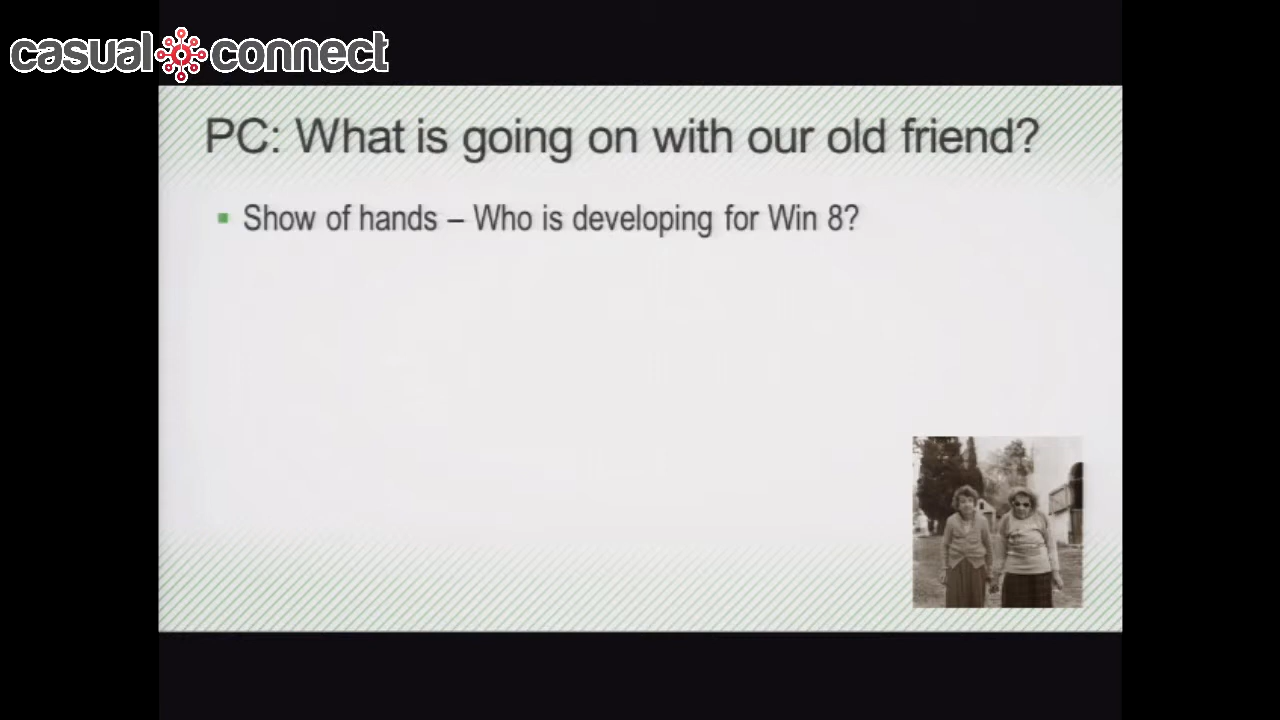 casual connect
PC: What is going on with our old friend?
Show of hands – Who is developing for Win 8?